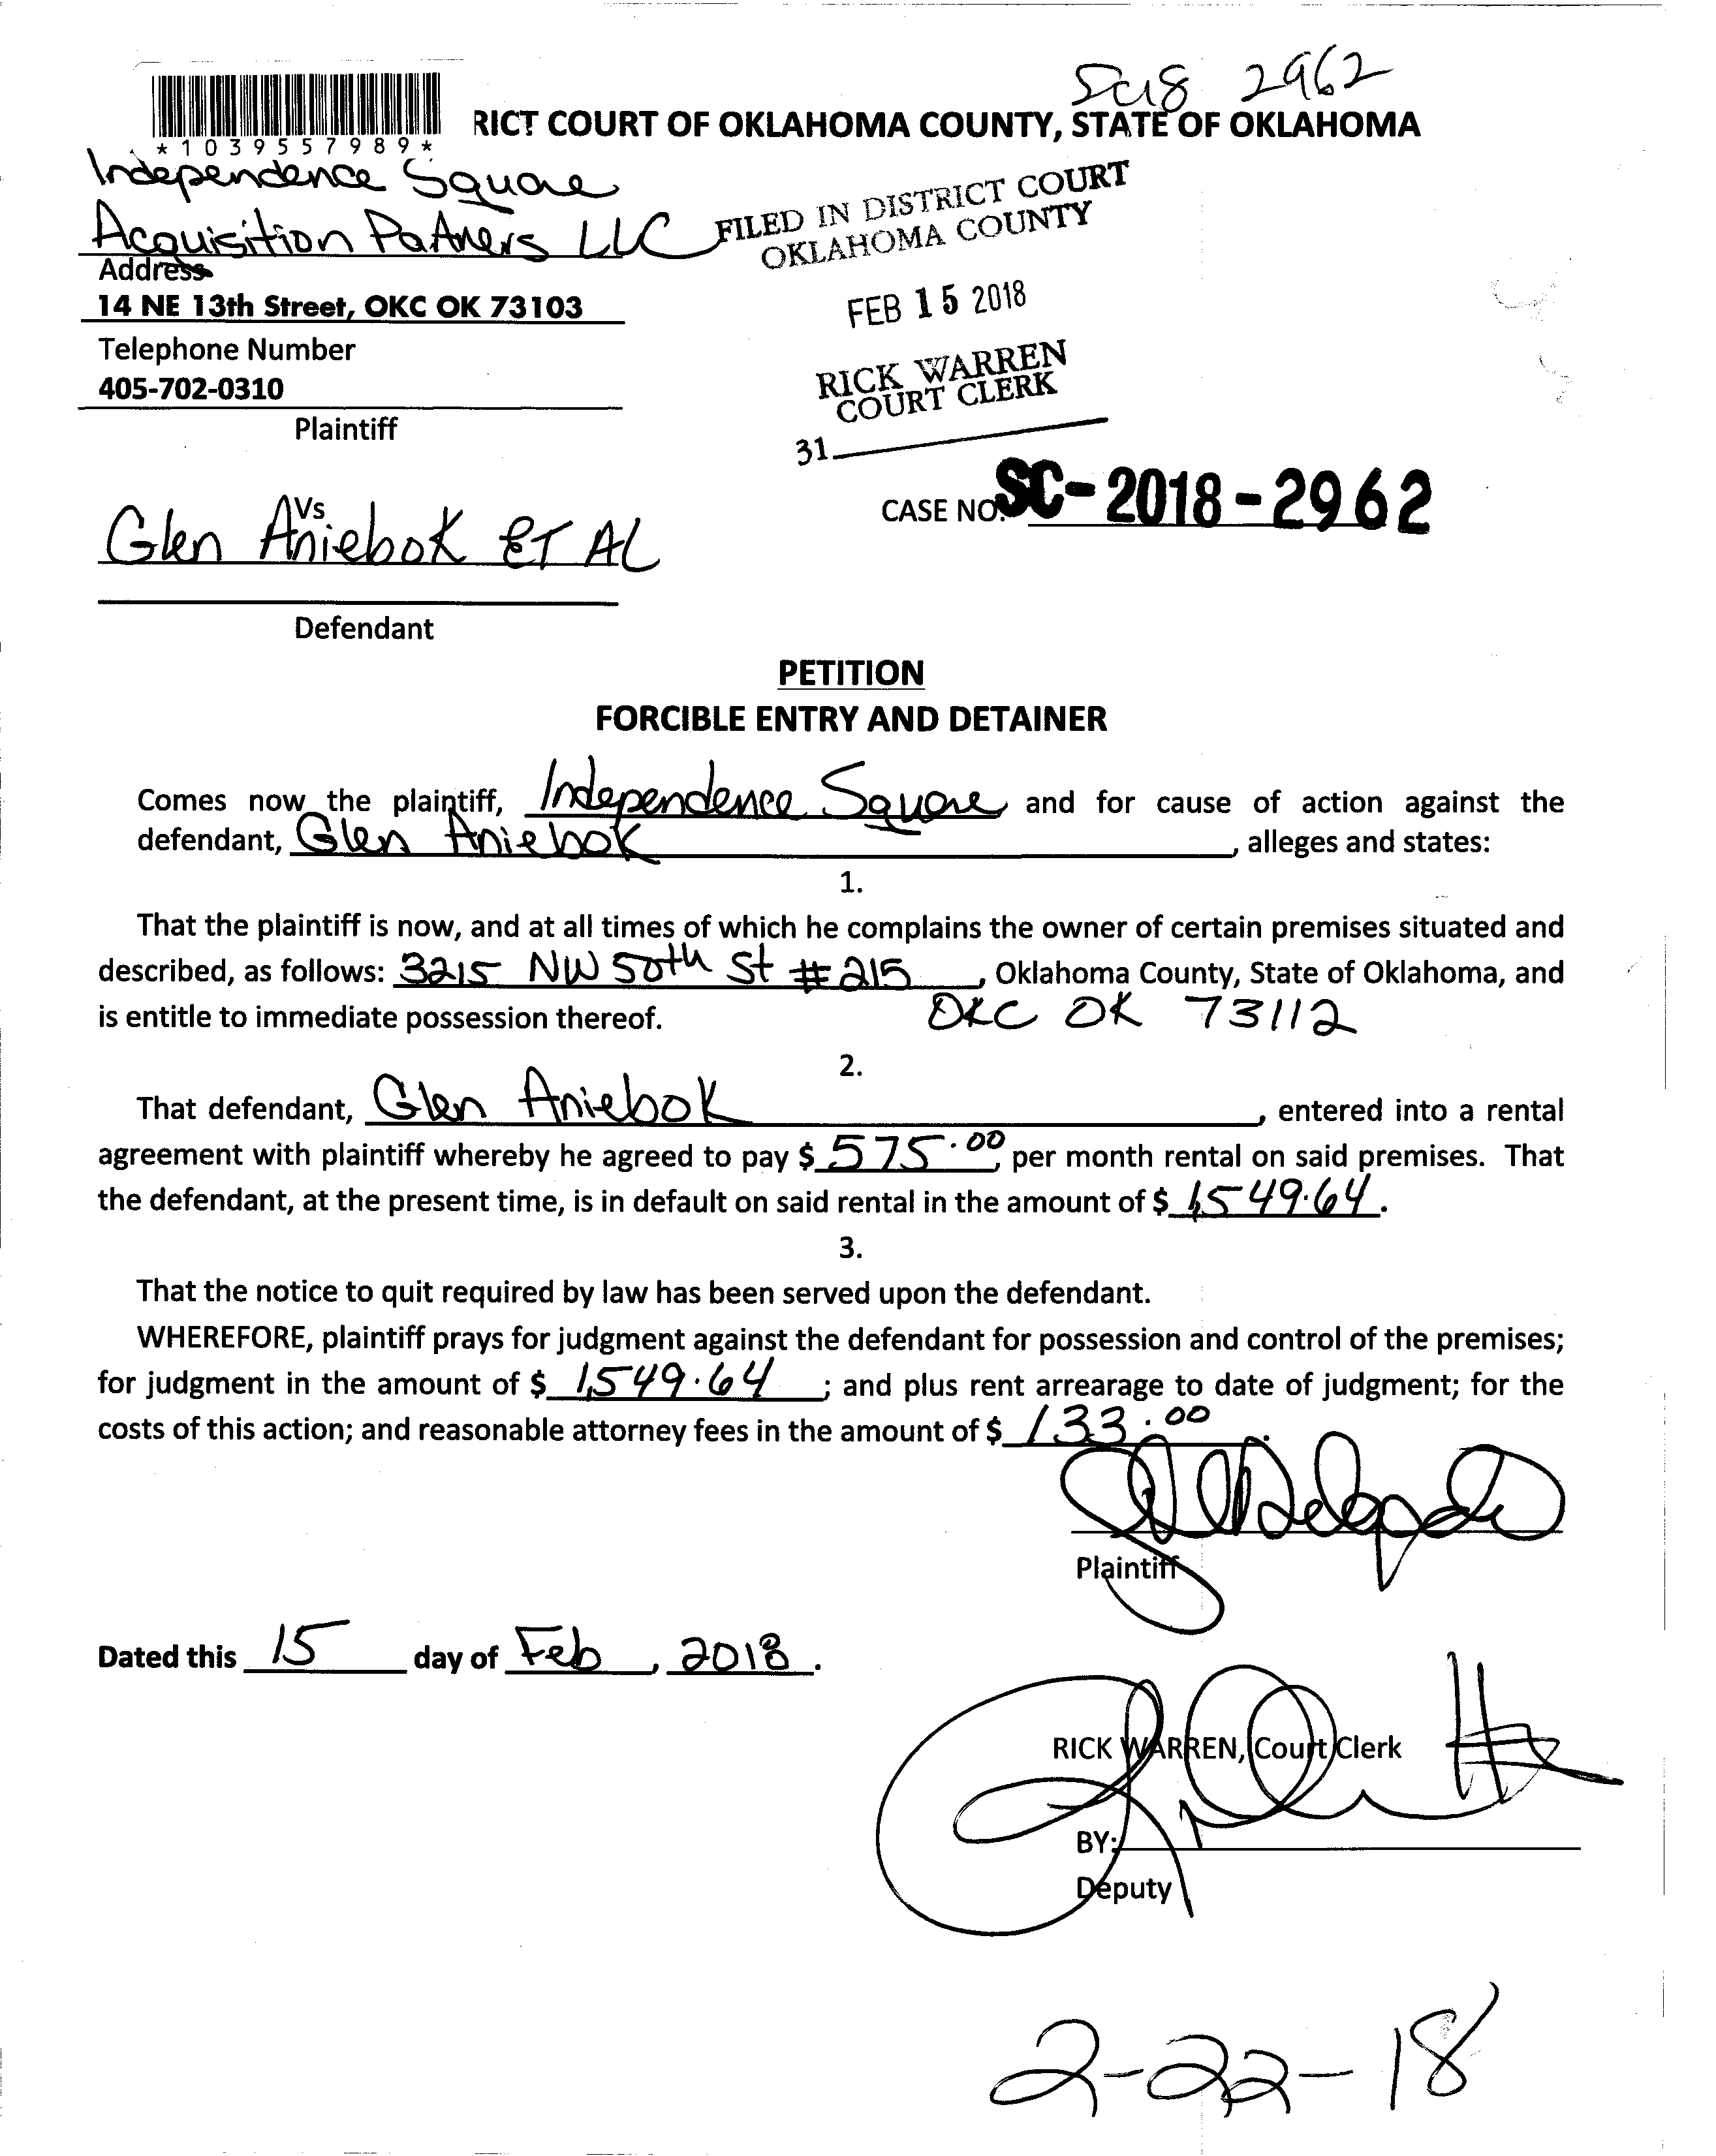 SC18 2962
RICT COURT OF OKLAHOMA COUNTY, STATE OF OKLAHOMA
*1039557989*
Independence Square
Acquisition Patners LLC
FILED IN DISTRICT COURT
OKLAHOMA COUNTY
Address
14 NE 13th Street, OKC OK 73103
FEB 15 2018
Telephone Number
405-702-0310
RICK WARREN
COURT CLERK
Plaintiff
31
Vs
CASE NO. SC-2018-2962
Glen Aniebok ET AL
Defendant
PETITION
FORCIBLE ENTRY AND DETAINER
Comes now the plaintiff, Independence Square and for cause of action against the
defendant, Glen Aniebok, alleges and states:
1.
That the plaintiff is now, and at all times of which he complains the owner of certain premises situated and
described, as follows: 3215 NW 50th St #215, Oklahoma County, State of Oklahoma, and
is entitle to immediate possession thereof. OKC OK 73112
2.
That defendant, Glen Aniebok, entered into a rental
agreement with plaintiff whereby he agreed to pay $ 575.00, per month rental on said premises. That
the defendant, at the present time, is in default on said rental in the amount of $ 1,549.64.
3.
That the notice to quit required by law has been served upon the defendant.
WHEREFORE, plaintiff prays for judgment against the defendant for possession and control of the premises;
for judgment in the amount of $ 1,549.64; and plus rent arrearage to date of judgment; for the
costs of this action; and reasonable attorney fees in the amount of $ 133.00.
Plaintiff
Dated this 15 day of Feb, 2018.
RICK WARREN, Court Clerk
BY:
Deputy
2-22-18